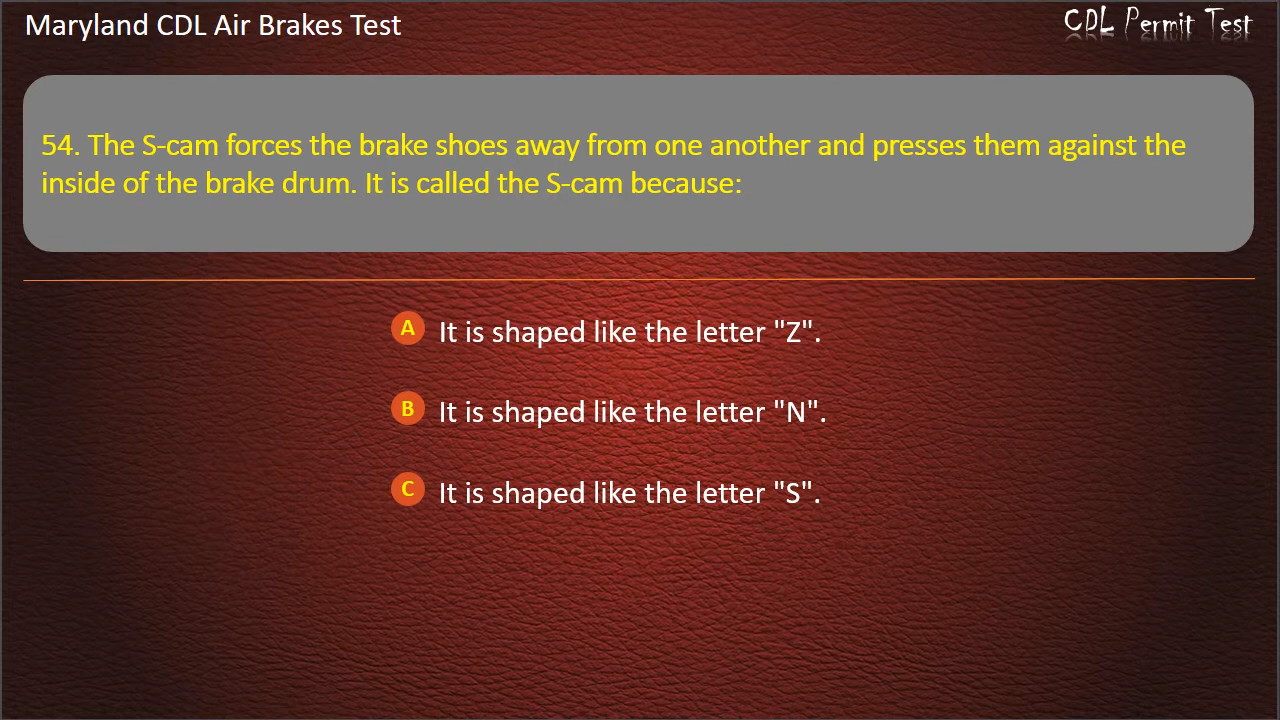 Maryland CDL Air Brakes Test
CDL Permit Test
54. The S-cam forces the brake shoes away from one another and presses them against the
inside of the brake drum. It is called the S-cam because:
A It is shaped like the letter "Z".
B It is shaped like the letter "N".
C It is shaped like the letter "S".